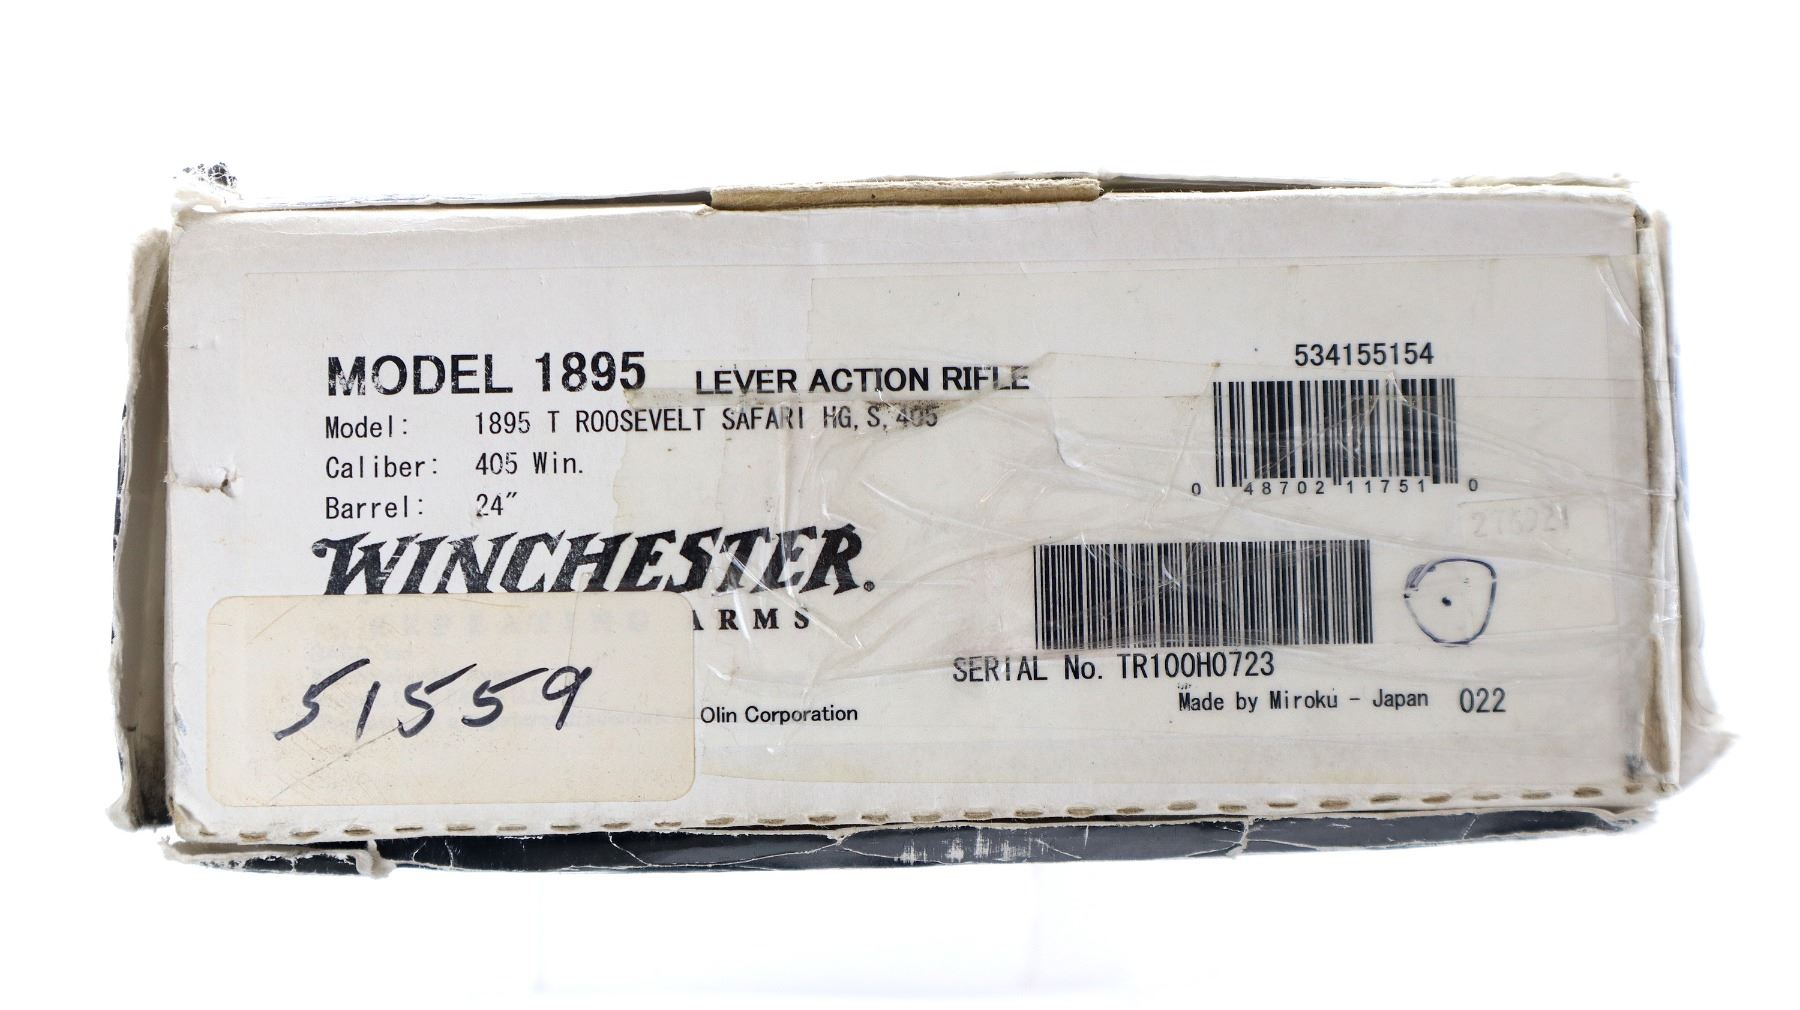 MODEL 1895 LEVER ACTION RIFLE
Model: 1895 T ROOSEVELT SAFARI HG,S,405
Caliber: 405 Win.
Barrel: 24"
WINCHESTER®
REPEATING ARMS
51559
Olin Corporation
534155154
0 48702 11751 0
SERIAL No. TR100H0723
Made by Miroku - Japan 022